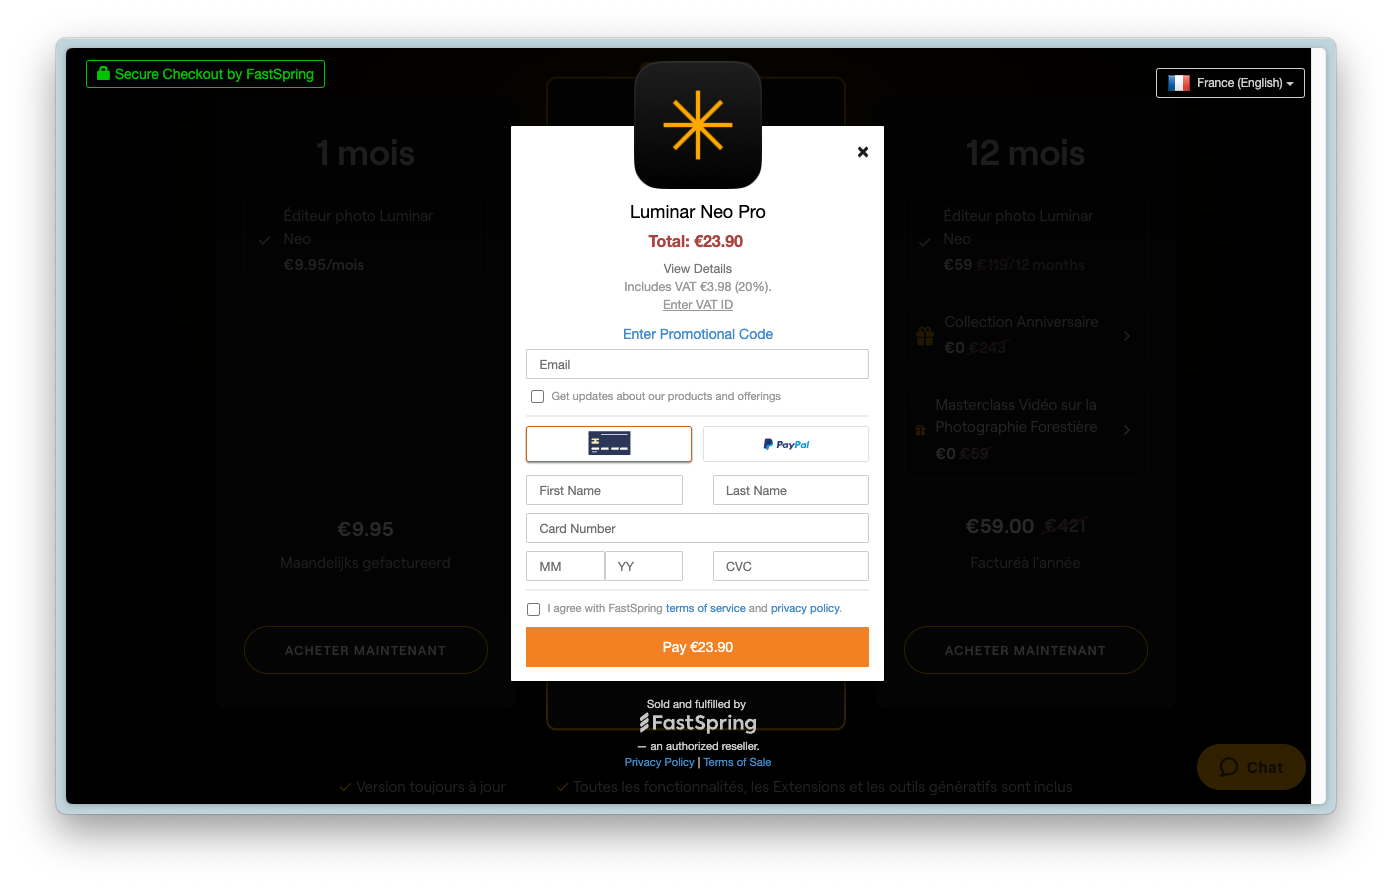 Secure Checkout by FastSpring
France (English)
1 mois
Éditeur photo Luminar
Neo
€9.95/mois
€9.95
Maandelijks gefactureerd
ACHETER MAINTENANT
Luminar Neo Pro
Total: €23.90
View Details
Includes VAT €3.98 (20%).
Enter VAT ID
Enter Promotional Code
Email
Get updates about our products and offerings
PayPal
First Name
Last Name
Card Number
MM
YY
CVC
I agree with FastSpring terms of service and privacy policy.
Pay €23.90
Sold and fulfilled by
FastSpring
— an authorized reseller.
Privacy Policy | Terms of Sale
12 mois
Éditeur photo Luminar
Neo
€59 €119/12 months
Collection Anniversaire
€0 €243
Masterclass Vidéo sur la
Photographie Forestière
€0 €59
€59.00 €421
Facturéà l'année
ACHETER MAINTENANT
Version toujours à jour
Toutes les fonctionnalités, les Extensions et les outils génératifs sont inclus
Chat